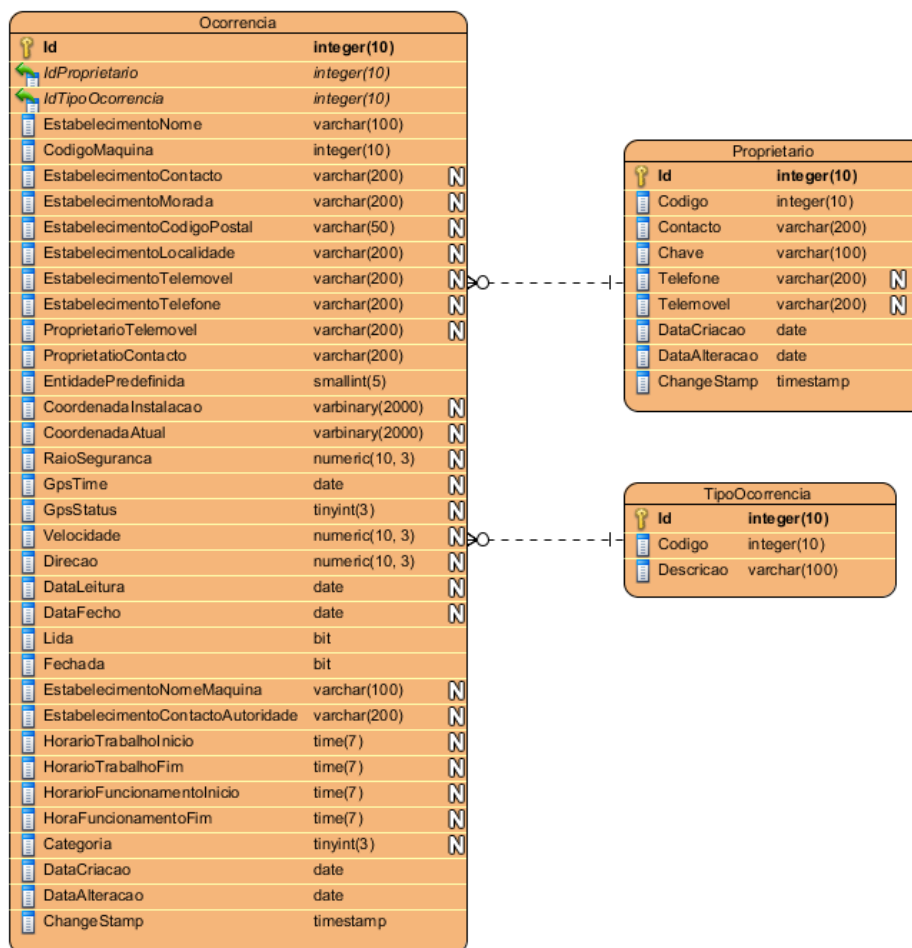 Ocorrencia
Id integer(10)
IdProprietario integer(10)
IdTipoOcorrencia integer(10)
EstabelecimentoNome varchar(100)
CodigoMaquina integer(10)
EstabelecimentoContacto varchar(200) N
EstabelecimentoMorada varchar(200) N
EstabelecimentoCodigoPostal varchar(50) N
EstabelecimentoLocalidade varchar(200) N
EstabelecimentoTelemovel varchar(200) N
EstabelecimentoTelefone varchar(200) N
ProprietarioTelemovel varchar(200) N
ProprietatioContacto varchar(200)
EntidadePredefinida smallint(5)
CoordenadaInstalacao varbinary(2000) N
CoordenadaAtual varbinary(2000) N
RaioSeguranca numeric(10, 3) N
GpsTime date N
GpsStatus tinyint(3) N
Velocidade numeric(10, 3) N
Direcao numeric(10, 3) N
DataLeitura date N
DataFecho date N
Lida bit
Fechada bit
EstabelecimentoNomeMaquina varchar(100) N
EstabelecimentoContactoAutoridade varchar(200) N
HorarioTrabalhoInicio time(7) N
HorarioTrabalhoFim time(7) N
HorarioFuncionamentoInicio time(7) N
HoraFuncionamentoFim time(7) N
Categoria tinyint(3) N
DataCriacao date
DataAlteracao date
ChangeStamp timestamp
Proprietario
Id integer(10)
Codigo integer(10)
Contacto varchar(200)
Chave varchar(100)
Telefone varchar(200) N
Telemovel varchar(200) N
DataCriacao date
DataAlteracao date
ChangeStamp timestamp
TipoOcorrencia
Id integer(10)
Codigo integer(10)
Descricao varchar(100)